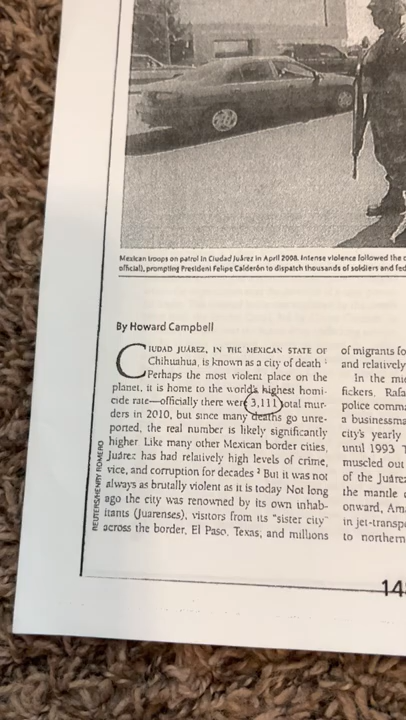 Mexican troops on patrol in Ciudad Juárez in April 2008. Intense violence followed the
official), prompting President Felipe Calderón to dispatch thousands of soldiers and fed
By Howard Campbell
CIUDAD JUÁREZ, IN THE MEXICAN STATE OF
Chihuahua, is known as a city of death 1
Perhaps the most violent place on the
planet, it is home to the world's highest homi-
cide rate—officially there were 3,111 total mur-
ders in 2010, but since many deaths go unre-
ported, the real number is likely significantly
higher Like many other Mexican border cities,
Juárez has had relatively high levels of crime,
vice, and corruption for decades 2 But it was not
always as brutally violent as it is today Not long
ago the city was renowned by its own inhab-
itants (Juarenses), visitors from its "sister city"
across the border, El Paso, Texas, and millions
REUTERS/HENRY ROMERO
of migrants fo
and relatively
In the mi
fickers, Rafa
police comma
a businessma
city's yearly
until 1993
muscled out
of the Juáre
the mantle
onward, Am
in jet-transp
to northern
14